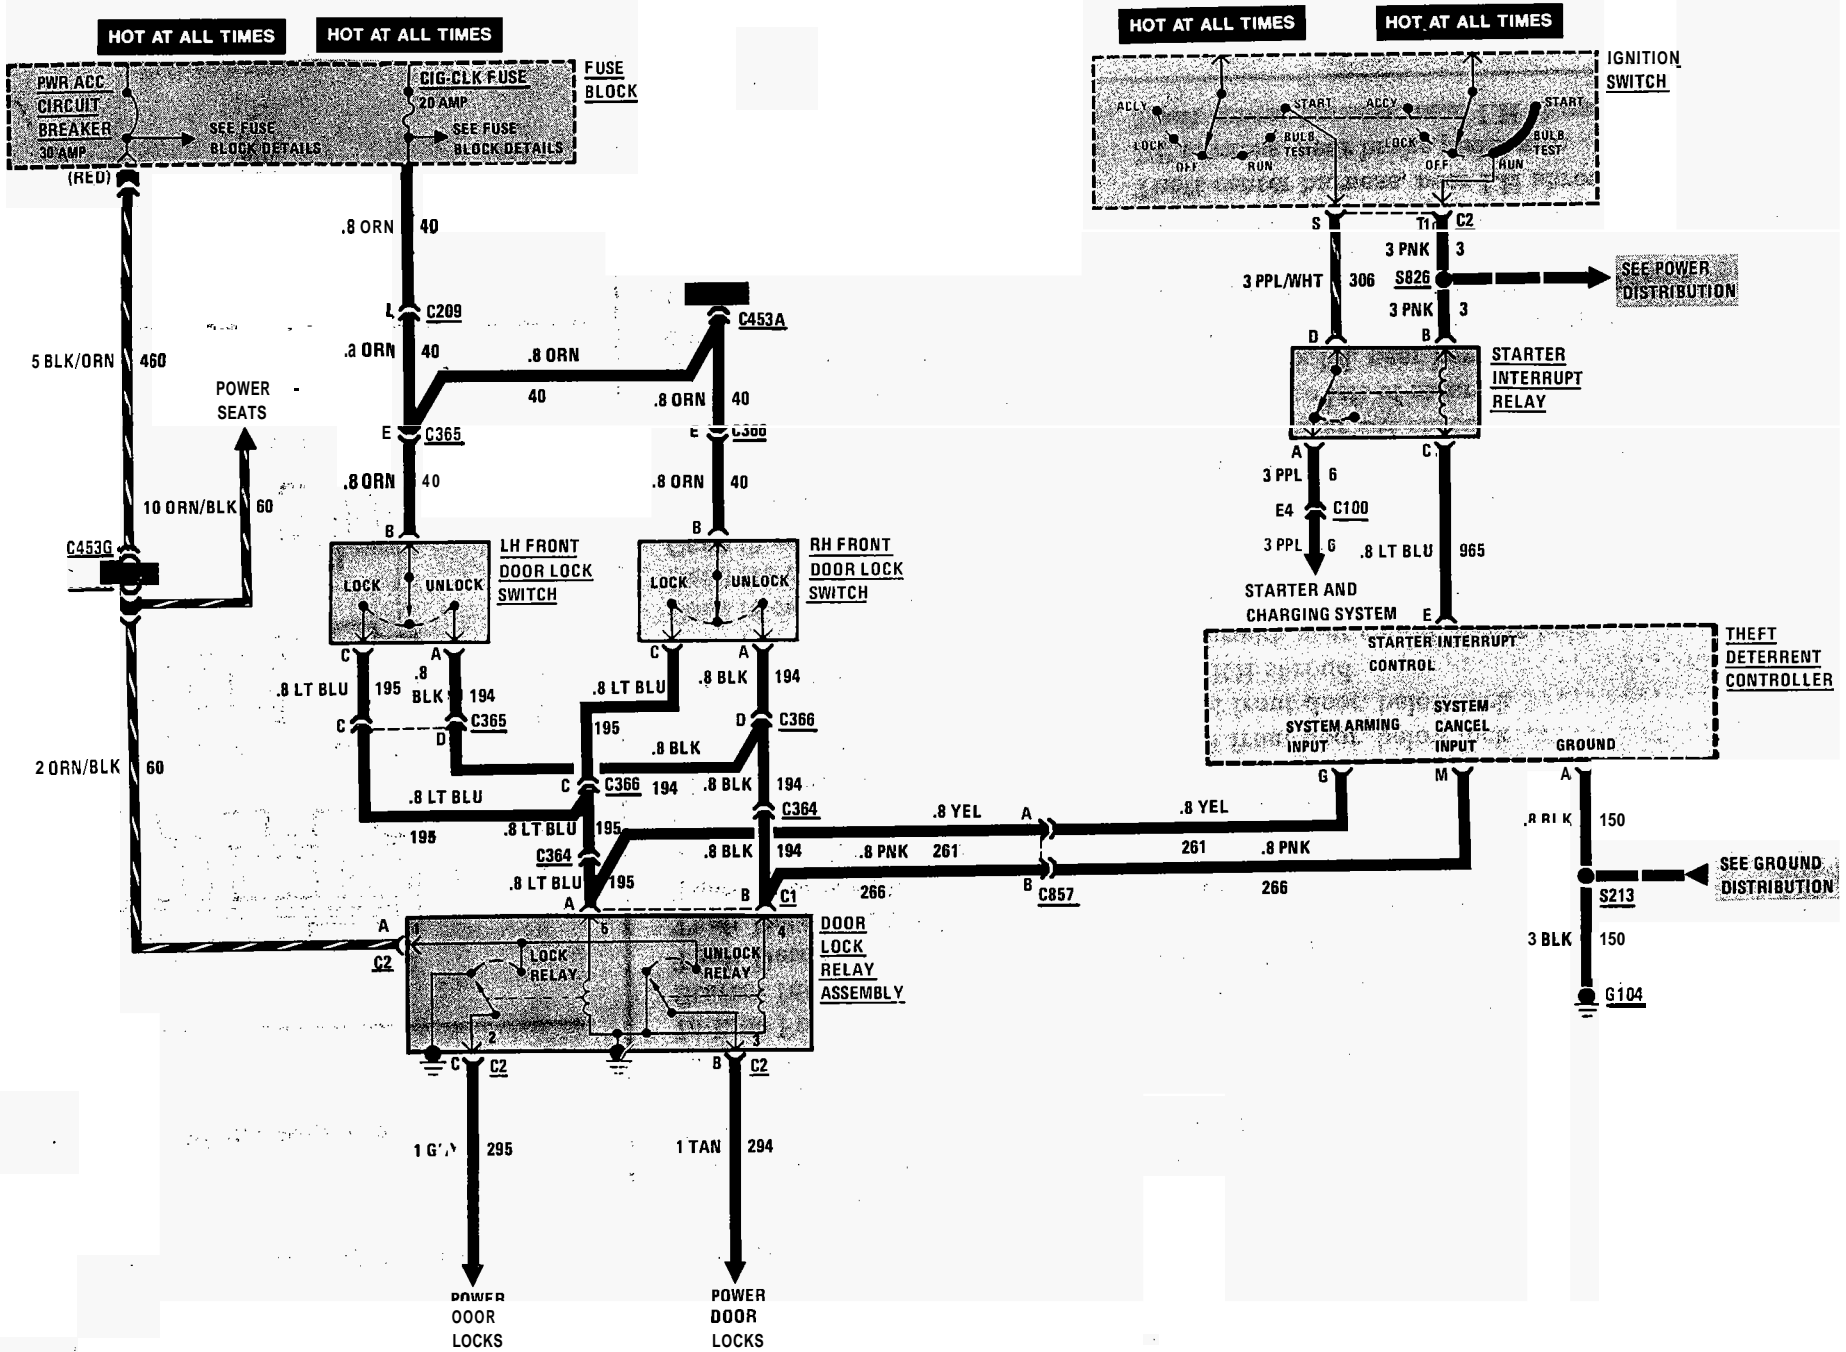 HOT AT ALL TIMES
HOT AT ALL TIMES
PWR ACC
CIRCUIT
BREAKER
30 AMP
SEE FUSE
BLOCK DETAILS
CIG-CLK FUSE
20 AMP
SEE FUSE
BLOCK DETAILS
FUSE
BLOCK
(RED)
.8 ORN
40
C209
.8 ORN
40
.8 ORN
40
C453A
5 BLK/ORN
460
POWER
SEATS
.8 ORN
40
E
C365
E
C366
.8 ORN
40
.8 ORN
40
10 ORN/BLK
60
C453G
B
B
LH FRONT
DOOR LOCK
SWITCH
LOCK
UNLOCK
RH FRONT
DOOR LOCK
SWITCH
LOCK
UNLOCK
C
A
C
A
.8 LT BLU
195
.8
BLK
194
.8 LT BLU
.8 BLK
194
C
C365
D
195
D
C366
.8 BLK
2 ORN/BLK
60
C
C366
194
.8 BLK
194
.8 LT BLU
195
.8 LT BLU
195
C364
C364
.8 BLK
194
.8 LT BLU
195
A
B
C1
.8 YEL
261
A
.8 YEL
261
.8 PNK
266
B
C857
.8 PNK
266
A
C2
1
5
4
LOCK
RELAY
UNLOCK
RELAY
2
3
DOOR
LOCK
RELAY
ASSEMBLY
C
C2
B
C2
295
1 TAN
294
POWER
OOOR
LOCKS
POWER
DOOR
LOCKS
HOT AT ALL TIMES
HOT AT ALL TIMES
IGNITION
SWITCH
ACCY
LOCK
OFF
RUN
BULB
TEST
START
ACCY
LOCK
OFF
RUN
BULB
TEST
START
S
T1
C2
3 PPL/WHT
306
3 PNK
3
S826
SEE POWER
DISTRIBUTION
3 PNK
3
D
B
STARTER
INTERRUPT
RELAY
A
C
3 PPL
6
E4
C100
3 PPL
6
.8 LT BLU
965
STARTER AND
CHARGING SYSTEM
E
STARTER INTERRUPT
CONTROL
SYSTEM ARMING
INPUT
SYSTEM
CANCEL
INPUT
GROUND
THEFT
DETERRENT
CONTROLLER
G
M
A
.8 BLK
150
SEE GROUND
DISTRIBUTION
S213
3 BLK
150
G104